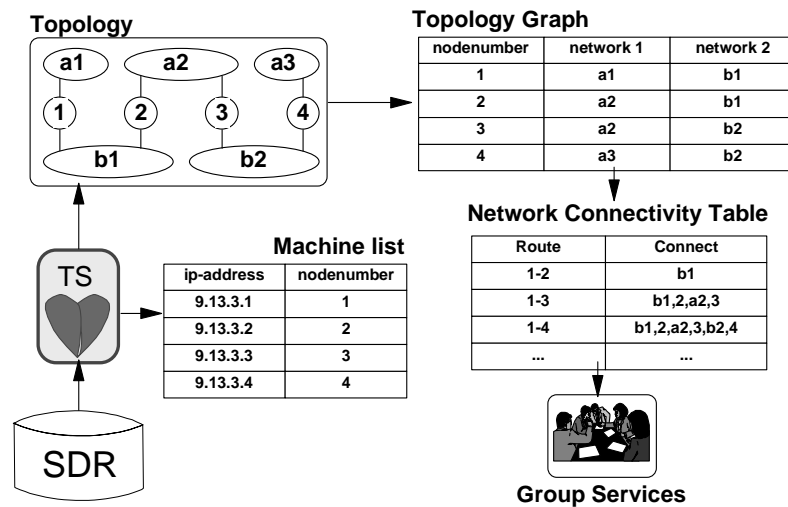 Topology
a1 a2 a3
1 2 3 4
b1 b2
Topology Graph
nodenumber network 1 network 2
1 a1 b1
2 a2 b1
3 a2 b2
4 a3 b2
Network Connectivity Table
Route Connect
1-2 b1
1-3 b1,2,a2,3
1-4 b1,2,a2,3,b2,4
... ...
TS
Machine list
ip-address nodenumber
9.13.3.1 1
9.13.3.2 2
9.13.3.3 3
9.13.3.4 4
SDR
Group Services